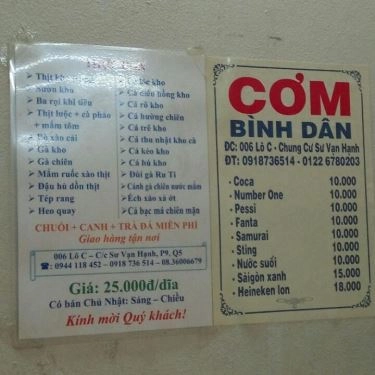 Thịt kho
Sườn kho
Ba rọi khì tiêu
Thịt luộc + cà pháo
+ mắm tôm
Bò xào cải
Gà kho
Gà chiên
Mắm ruốc xào thịt
Đậu hủ dồn thịt
Tép rang
Heo quay
lóc kho
Cá diêu hồng kho
Cá rô kho
Cá hường chiên
Cá trê kho
Cá thu nhật kho cà
Cá kèo kho
Cá hú kho
Đùi gà Ru Ti
Cánh gà chiên nước mắm
Ếch xào xả ớt
Cá bạc má chiên mặn
CHUỐI + CANH + TRÀ ĐÁ MIỄN PHÍ
Giao hàng tận nơi
006 Lô C – C/c Sư Vạn Hạnh, P9, Q5
☎: 0944 118 452 – 0918 736 514 - 08.36006679
Giá: 25.000đ/dĩa
Có bán Chủ Nhật: Sáng – Chiều
Kính mời Quý khách!
CƠM
BÌNH DÂN
ĐC: 006 Lô C - Chung Cư Sư Vạn Hạnh
ĐT: 0918736514 - 0122 6780203
- Coca 10.000
- Number One 10.000
- Pessi 10.000
- Fanta 10.000
- Samurai 10.000
- Sting 10.000
- Nước suối 10.000
- Sàigòn xanh 15.000
- Heineken lon 18.000